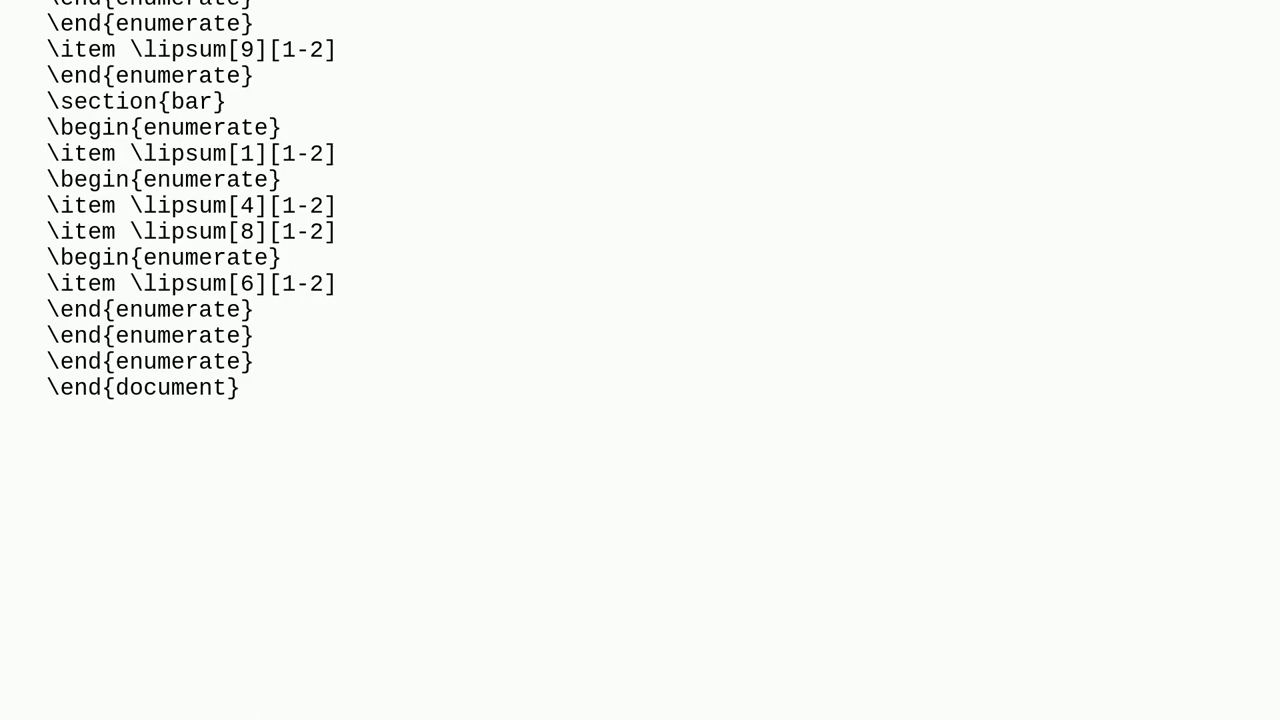 \end{enumerate}
\end{enumerate}
\item \lipsum[9][1-2]
\end{enumerate}
\section{bar}
\begin{enumerate}
\item \lipsum[1][1-2]
\begin{enumerate}
\item \lipsum[4][1-2]
\item \lipsum[8][1-2]
\begin{enumerate}
\item \lipsum[6][1-2]
\end{enumerate}
\end{enumerate}
\end{enumerate}
\end{document}